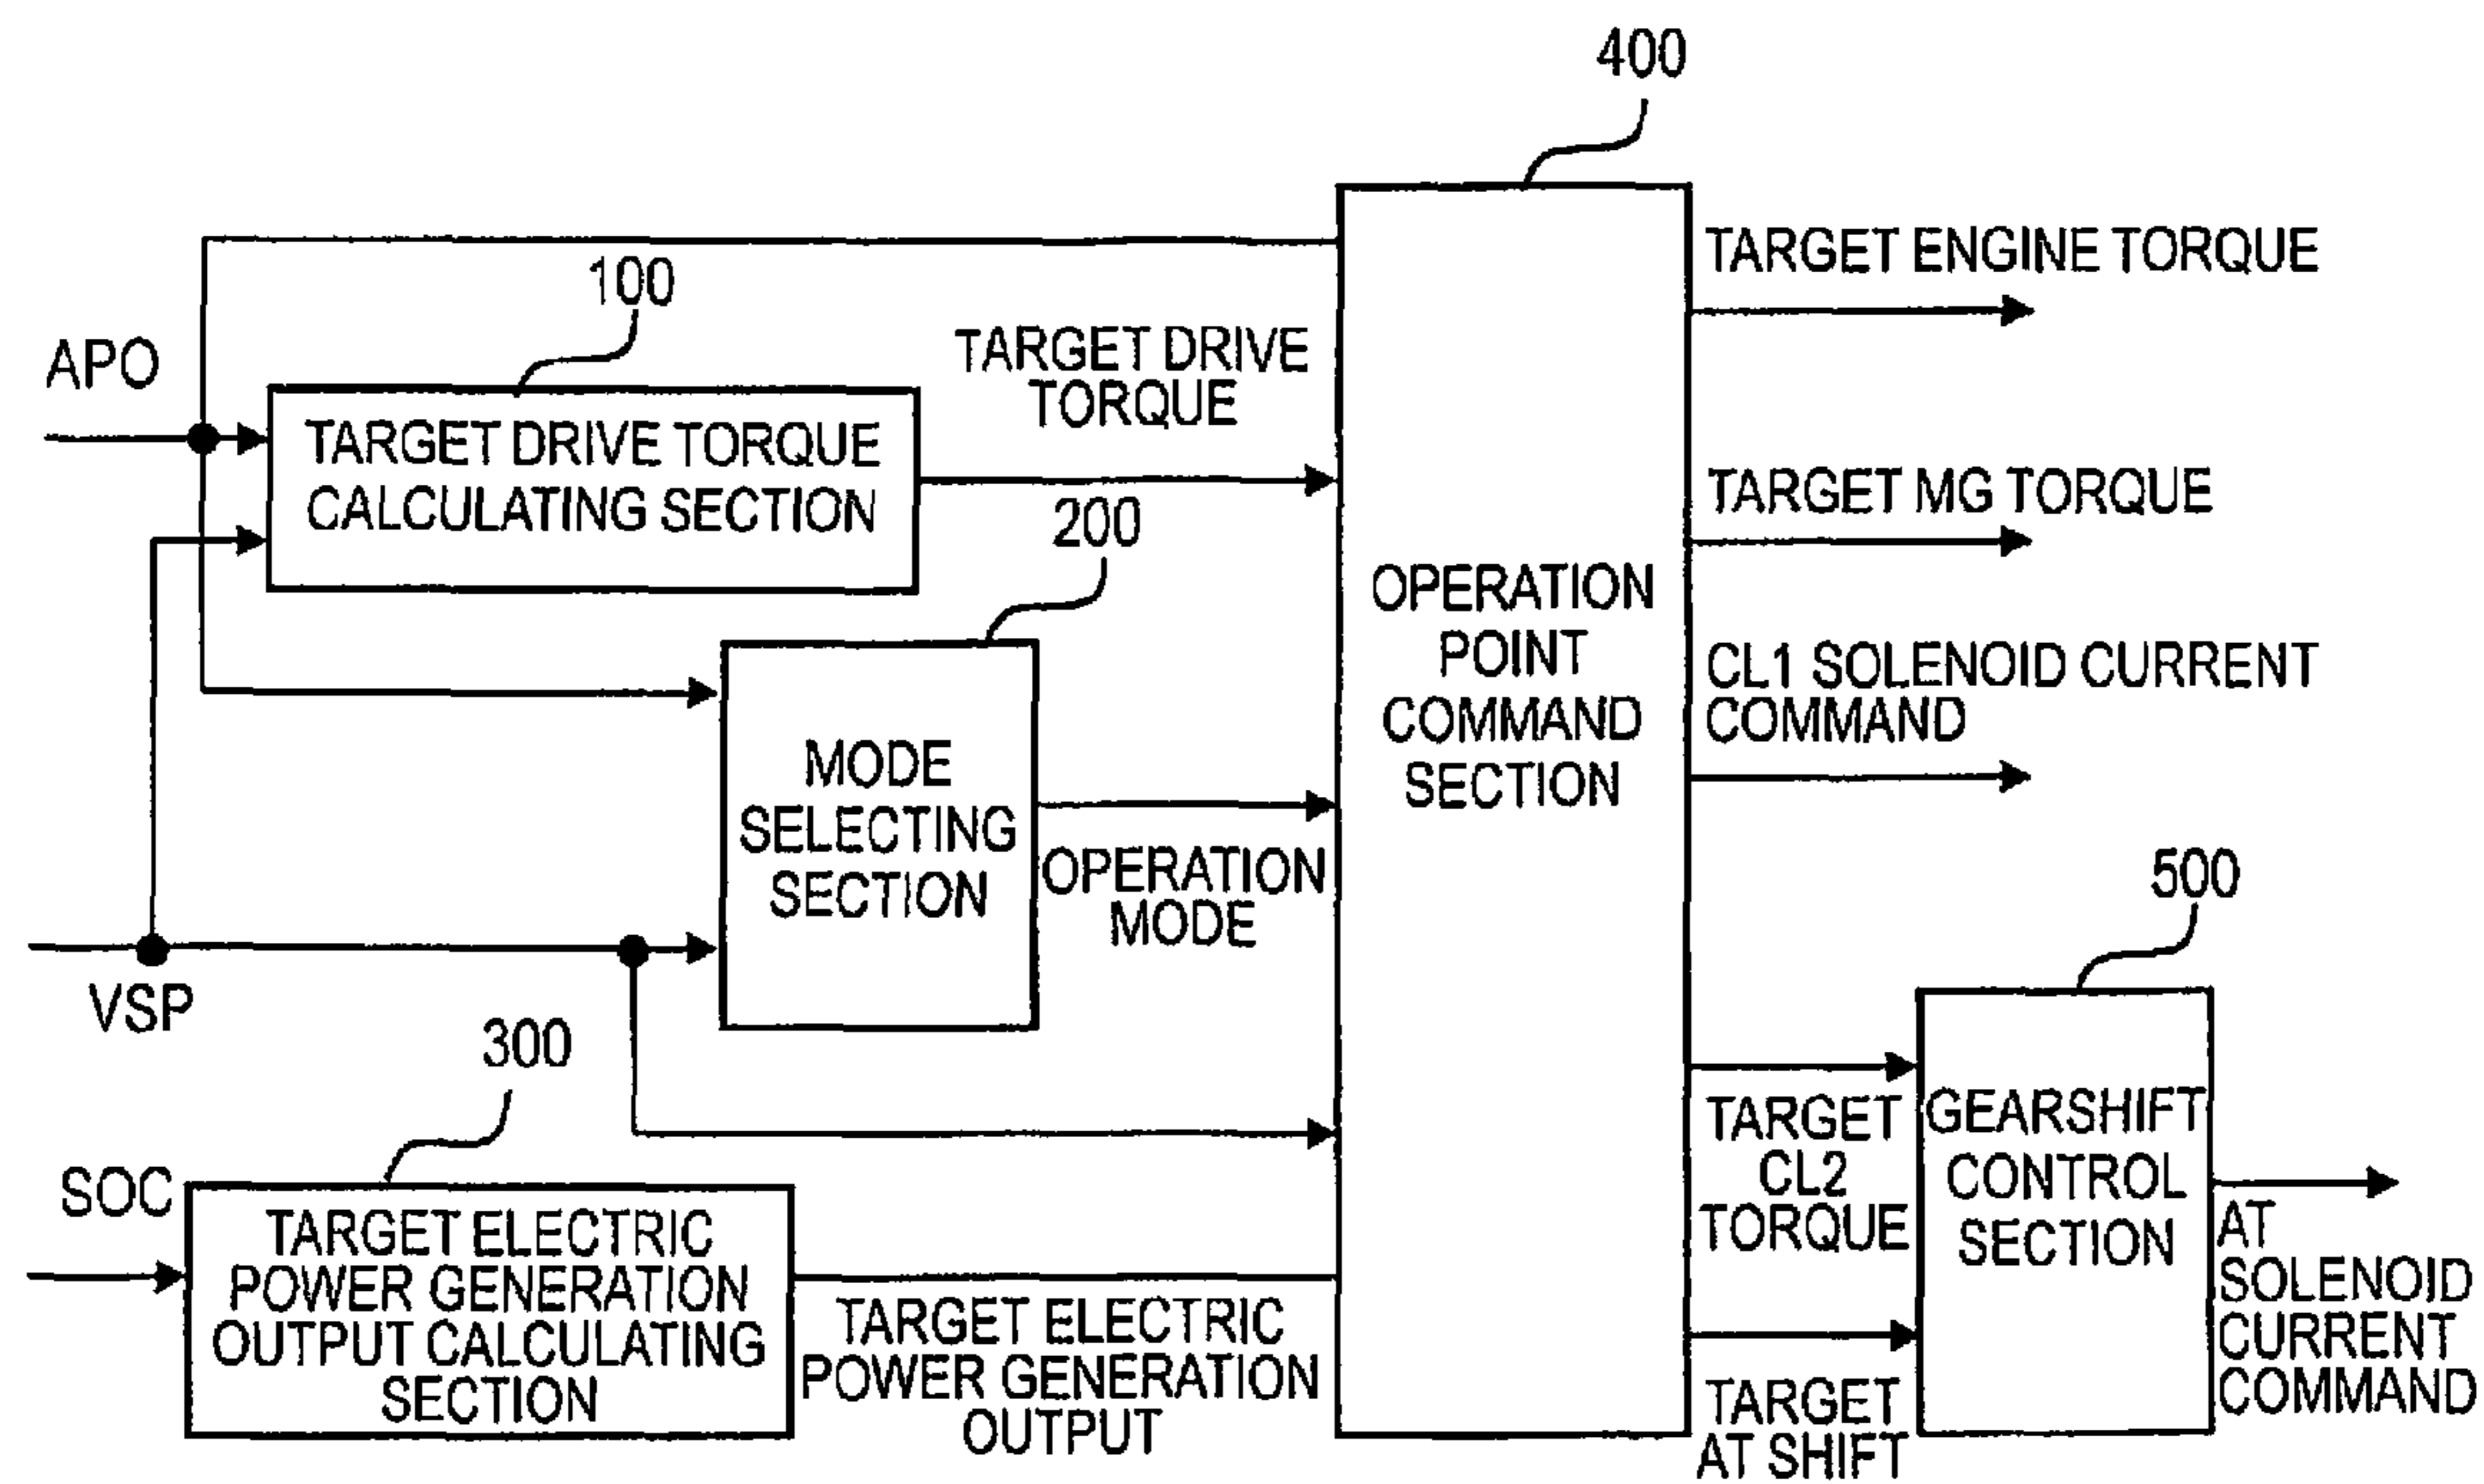 400
TARGET ENGINE TORQUE
100
APO
TARGET DRIVE
TORQUE
TARGET DRIVE TORQUE
CALCULATING SECTION
TARGET MG TORQUE
200
OPERATION
POINT
COMMAND
SECTION
CL1 SOLENOID CURRENT
COMMAND
MODE
SELECTING
SECTION
OPERATION
MODE
500
VSP
300
TARGET
CL2
TORQUE
GEARSHIFT
CONTROL
SECTION
SOC
TARGET ELECTRIC
POWER GENERATION
OUTPUT CALCULATING
SECTION
AT
SOLENOID
CURRENT
COMMAND
TARGET ELECTRIC
POWER GENERATION
OUTPUT
TARGET
AT SHIFT